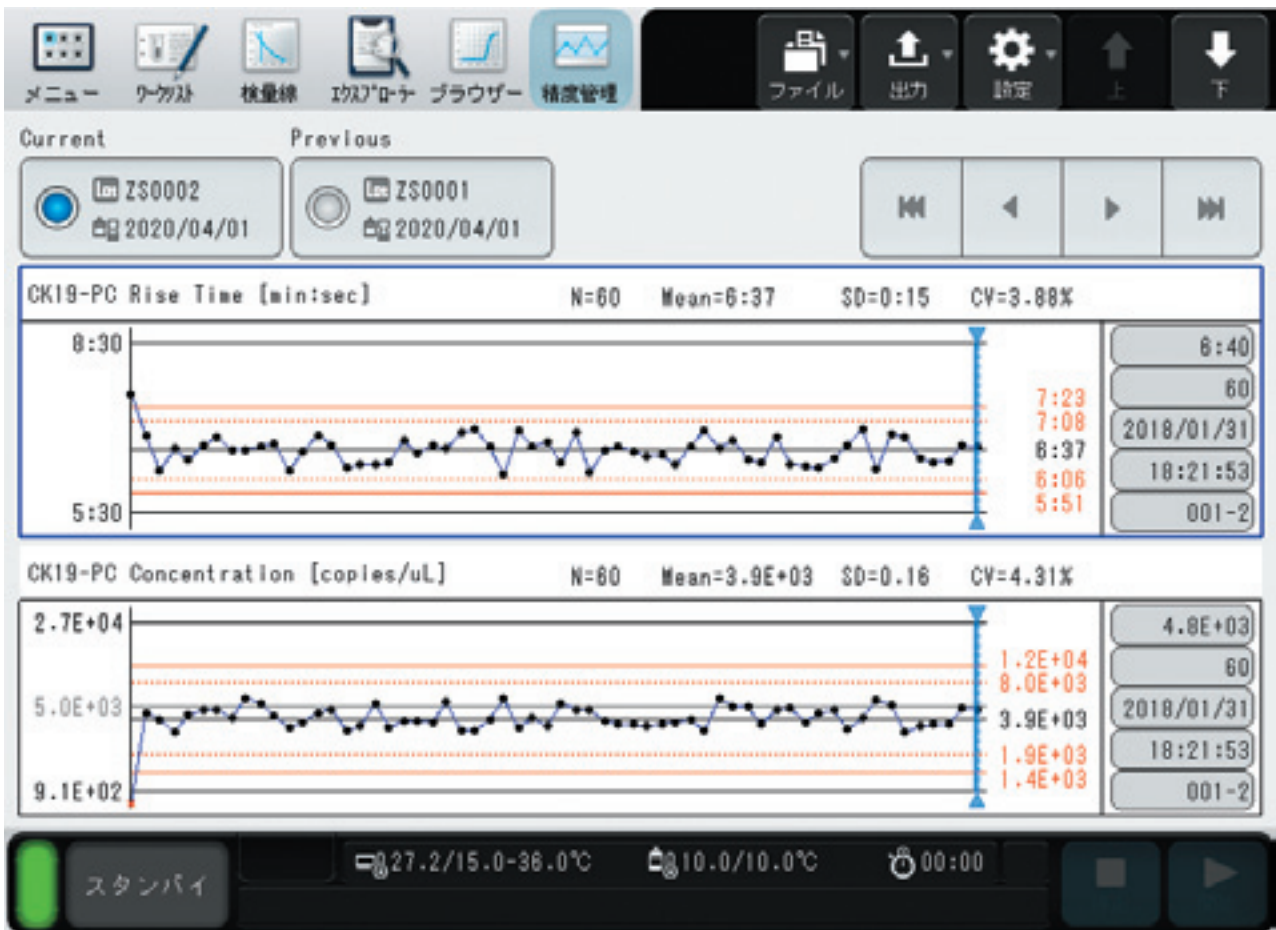 メニュー
ワークリスト
検量線
エクスプローラー
ブラウザー
精度管理
ファイル
出力
設定
上
下
Current
Previous
Lot ZS0002
2020/04/01
Lot ZS0001
2020/04/01
CK19-PC Rise Time [min:sec] N=60 Mean=6:37 SD=0:15 CV=3.88%
8:30
5:30
7:23
7:08
6:37
6:06
5:51
6:40
60
2018/01/31
18:21:53
001-2
CK19-PC Concentration [copies/uL] N=60 Mean=3.9E+03 SD=0.16 CV=4.31%
2.7E+04
5.0E+03
9.1E+02
1.2E+04
8.0E+03
3.9E+03
1.9E+03
1.4E+03
4.8E+03
60
2018/01/31
18:21:53
001-2
スタンバイ
27.2/15.0-36.0℃
10.0/10.0℃
00:00